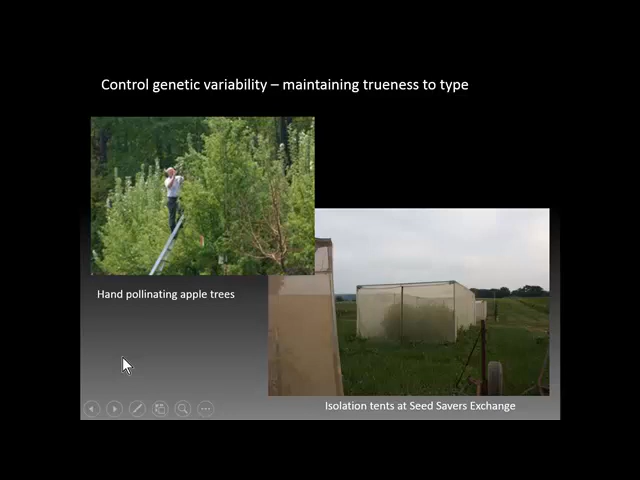 Control genetic variability – maintaining trueness to type
Hand pollinating apple trees
Isolation tents at Seed Savers Exchange